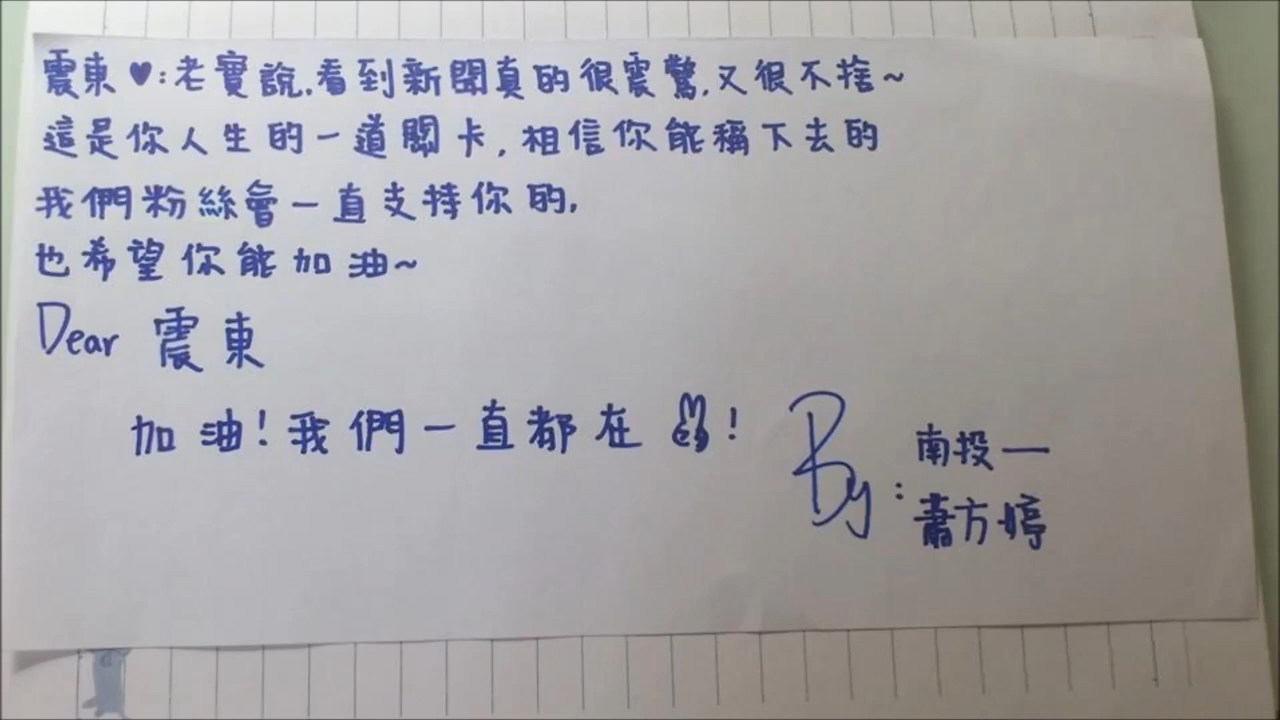 震東♥:老實說,看到新聞真的很震驚,又很不捨~
這是你人生的一道關卡,相信你能稱下去的
我們粉絲會一直支持你的,
也希望你能加油~
Dear 震東
加油!我們一直都在✌!
By:
南投—
蕭方婷